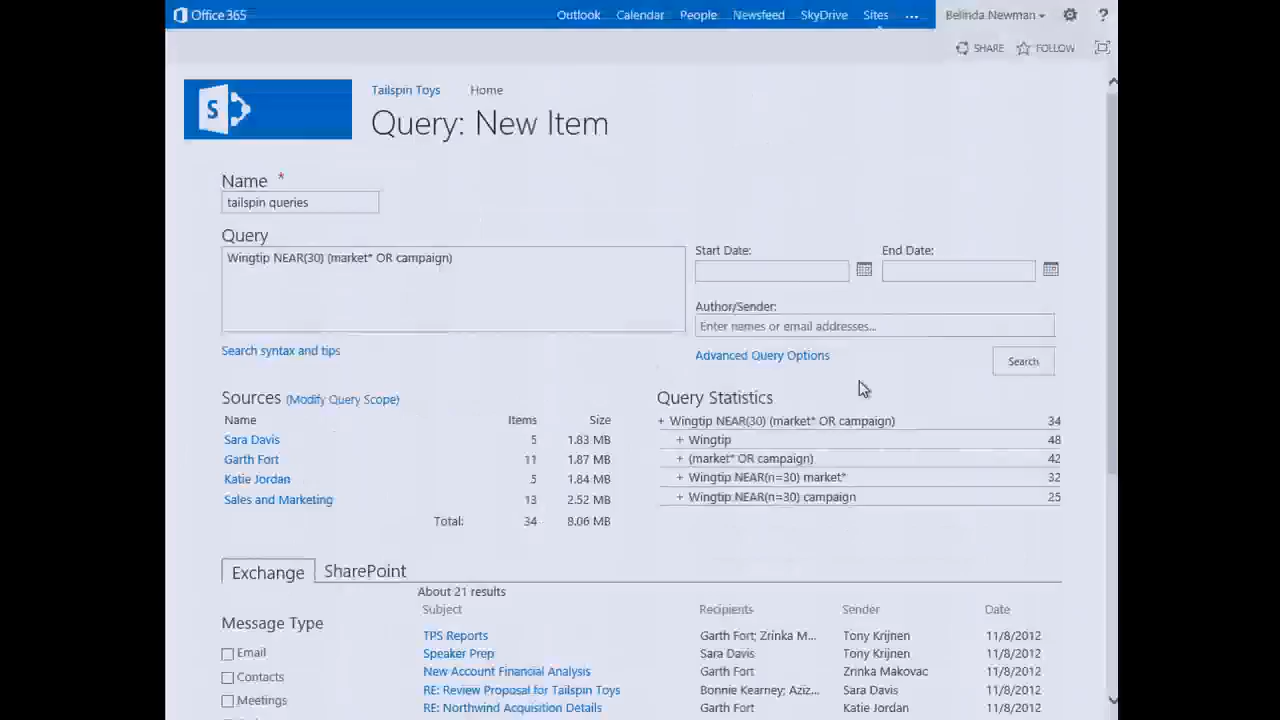 Office 365 Outlook Calendar People Newsfeed SkyDrive Sites ... Belinda Newman ?
SHARE FOLLOW
S
Tailspin Toys Home
Query: New Item
Name *
tailspin queries
Query
Wingtip NEAR(30) (market* OR campaign)
Start Date: End Date:
Author/Sender:
Enter names or email addresses...
Search syntax and tips
Advanced Query Options
Search
Sources (Modify Query Scope)
Name Items Size
Sara Davis 5 1.83 MB
Garth Fort 11 1.87 MB
Katie Jordan 5 1.84 MB
Sales and Marketing 13 2.52 MB
Total: 34 8.06 MB
Query Statistics
+ Wingtip NEAR(30) (market* OR campaign) 34
+ Wingtip 48
+ (market* OR campaign) 42
+ Wingtip NEAR(n=30) market* 32
+ Wingtip NEAR(n=30) campaign 25
Exchange SharePoint
About 21 results
Message Type
Email
Contacts
Meetings
Subject Recipients Sender Date
TPS Reports Garth Fort; Zrinka M... Tony Krijnen 11/8/2012
Speaker Prep Sara Davis Tony Krijnen 11/8/2012
New Account Financial Analysis Garth Fort Zrinka Makovac 11/8/2012
RE: Review Proposal for Tailspin Toys Bonnie Kearney; Aziz... Sara Davis 11/8/2012
RE: Northwind Acquisition Details Garth Fort Katie Jordan 11/8/2012